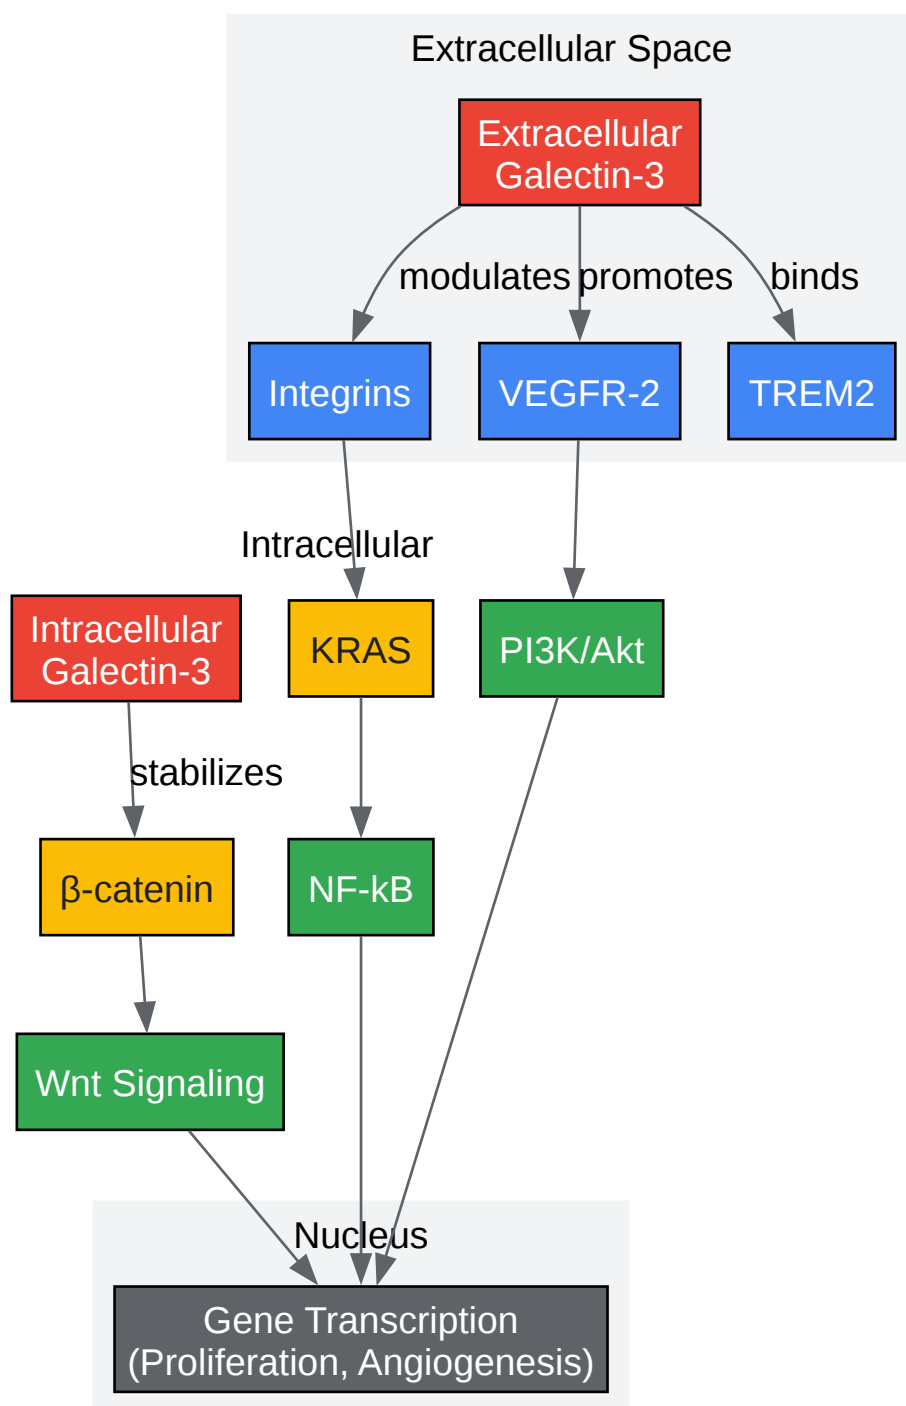 Extracellular Space
Extracellular
Galectin-3
modulates
promotes
binds
Integrins
VEGFR-2
TREM2
Intracellular
Intracellular
Galectin-3
KRAS
PI3K/Akt
stabilizes
β-catenin
NF-kB
Wnt Signaling
Nucleus
Gene Transcription
(Proliferation, Angiogenesis)